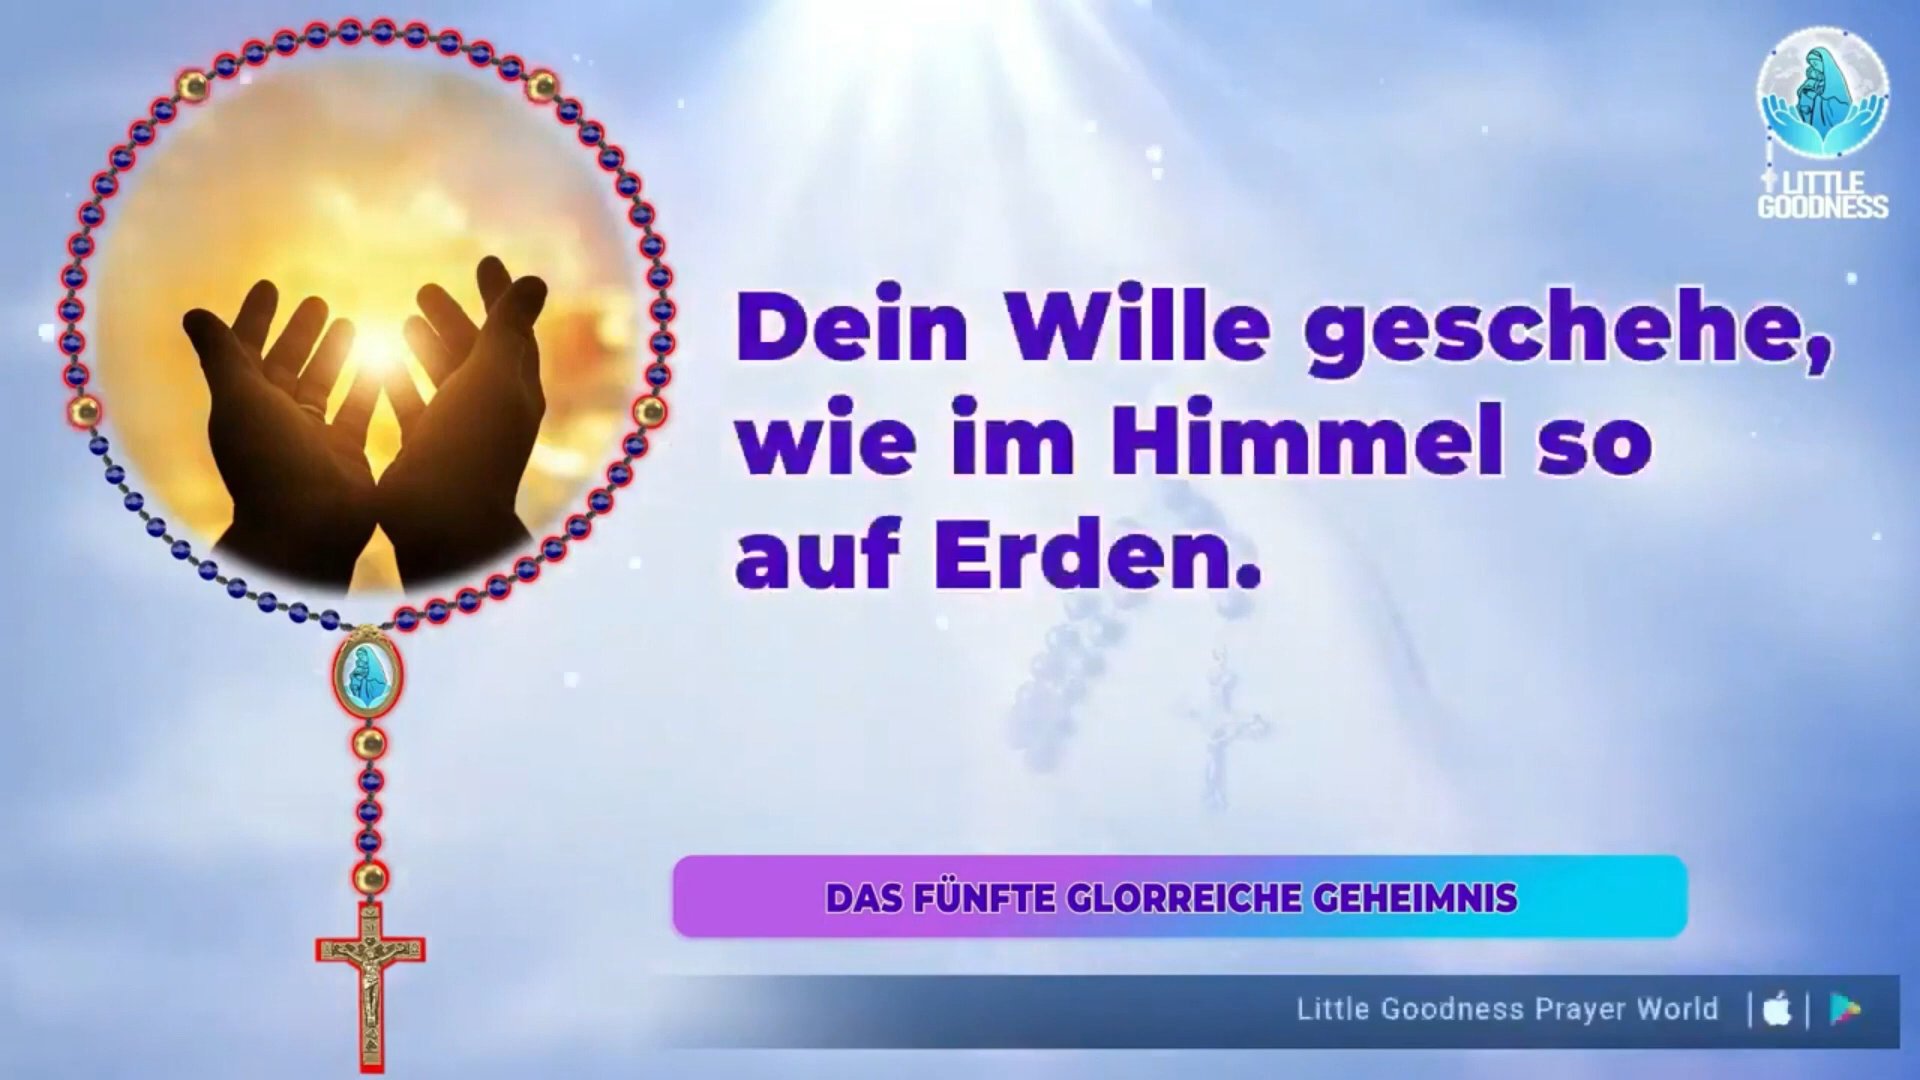 LITTLE
GOODNESS
Dein Wille geschehe,
wie im Himmel so
auf Erden.
DAS FÜNFTE GLORREICHE GEHEIMNIS
Little Goodness Prayer World